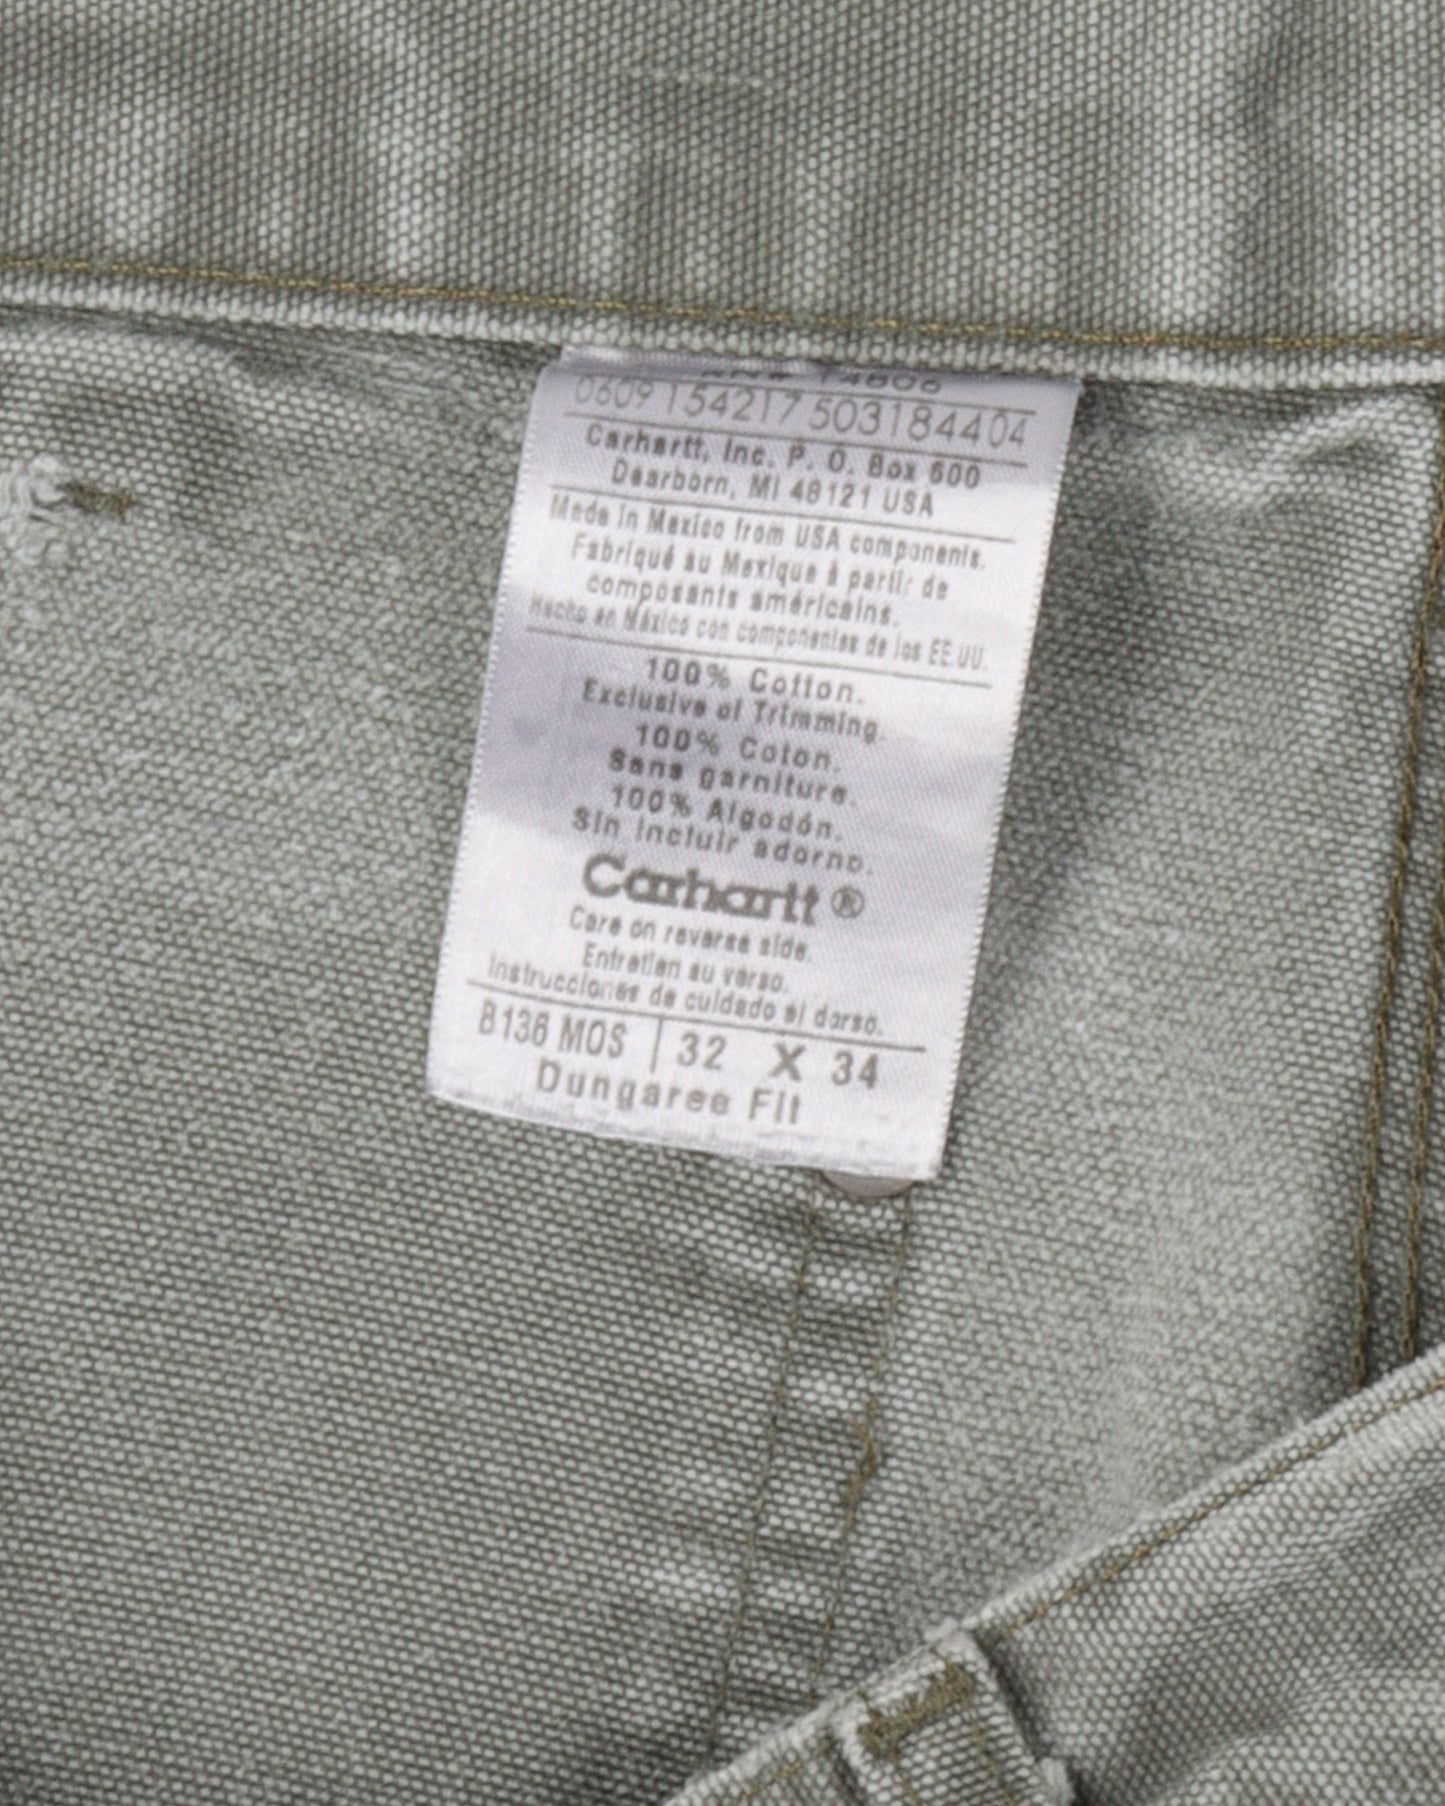 0609 154217 503184404
Carhartt, Inc. P. O. Box 600
Dearborn, MI 48121 USA
Made in Mexico from USA components.
Fabriqué au Mexique à partir de
composants américains.
Hecho en México con componentes de los EE.UU.
100% Cotton.
Exclusive of Trimming.
100% Coton.
Sans garniture.
100% Algodón.
Sin incluir adorno.
Carhartt®
Care on reverse side.
Entretien au verso.
Instrucciones de cuidado al dorso.
B136 MOS | 32 X 34
Dungaree Fit